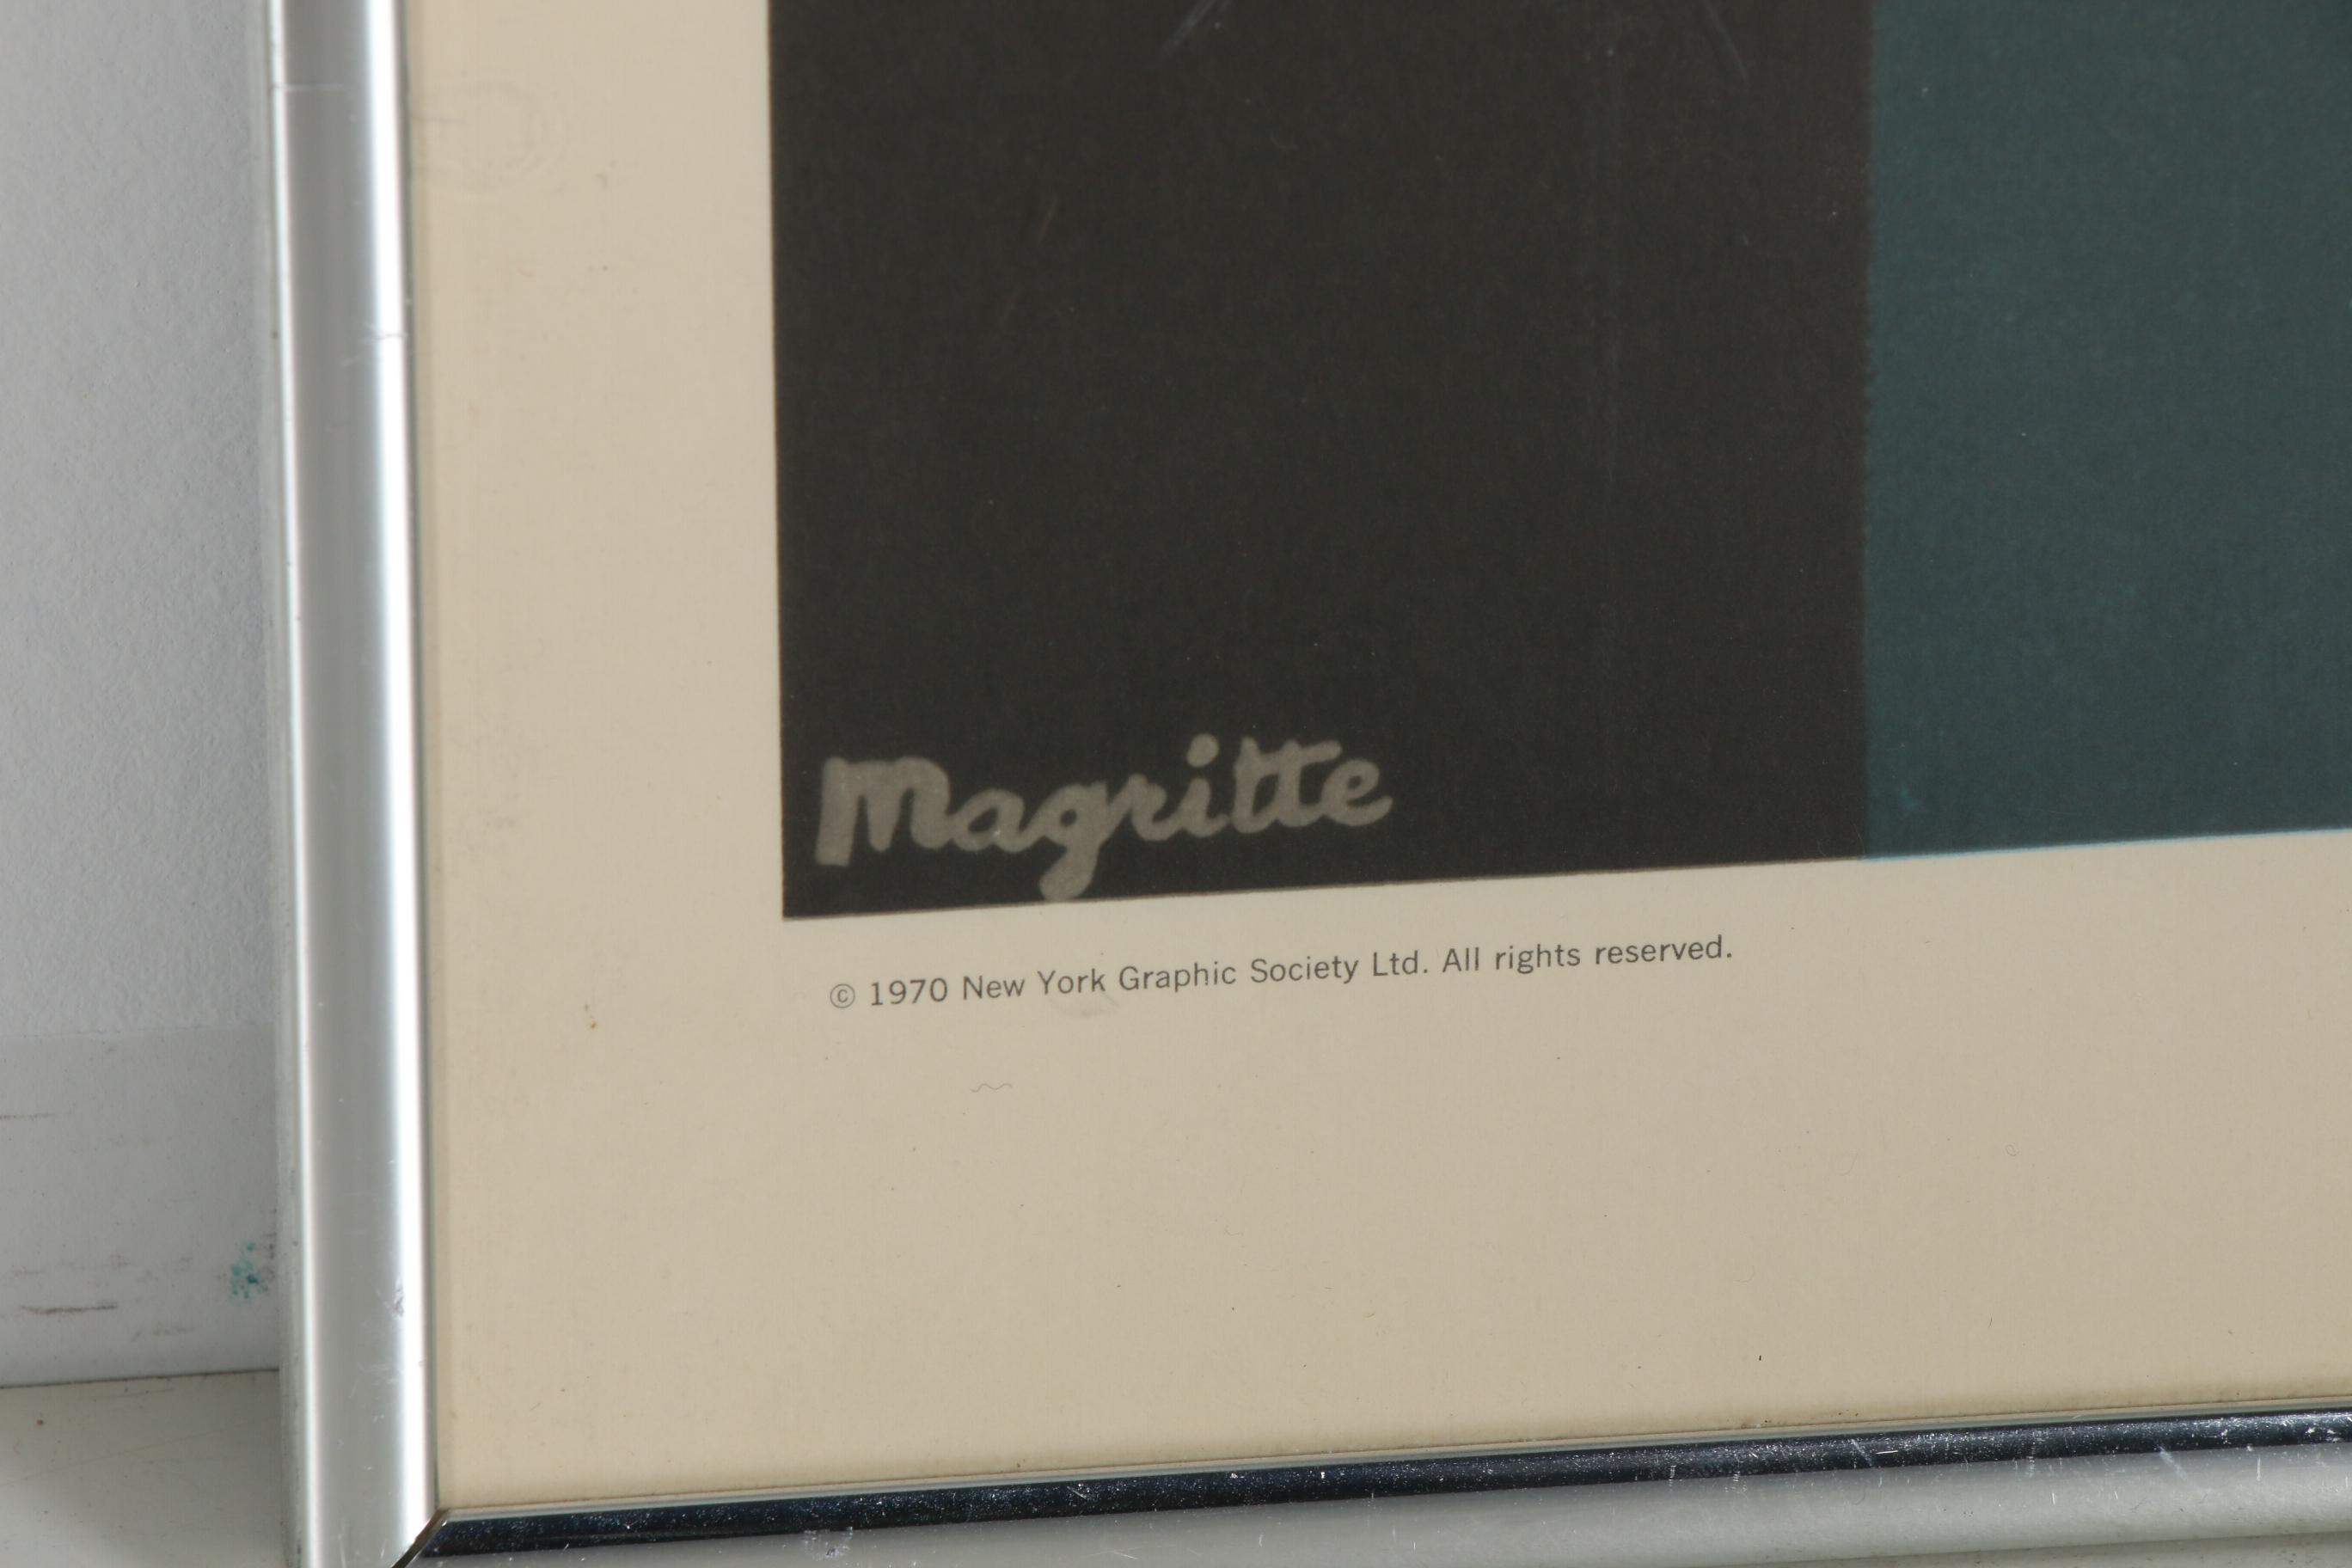 Magritte
© 1970 New York Graphic Society Ltd. All rights reserved.